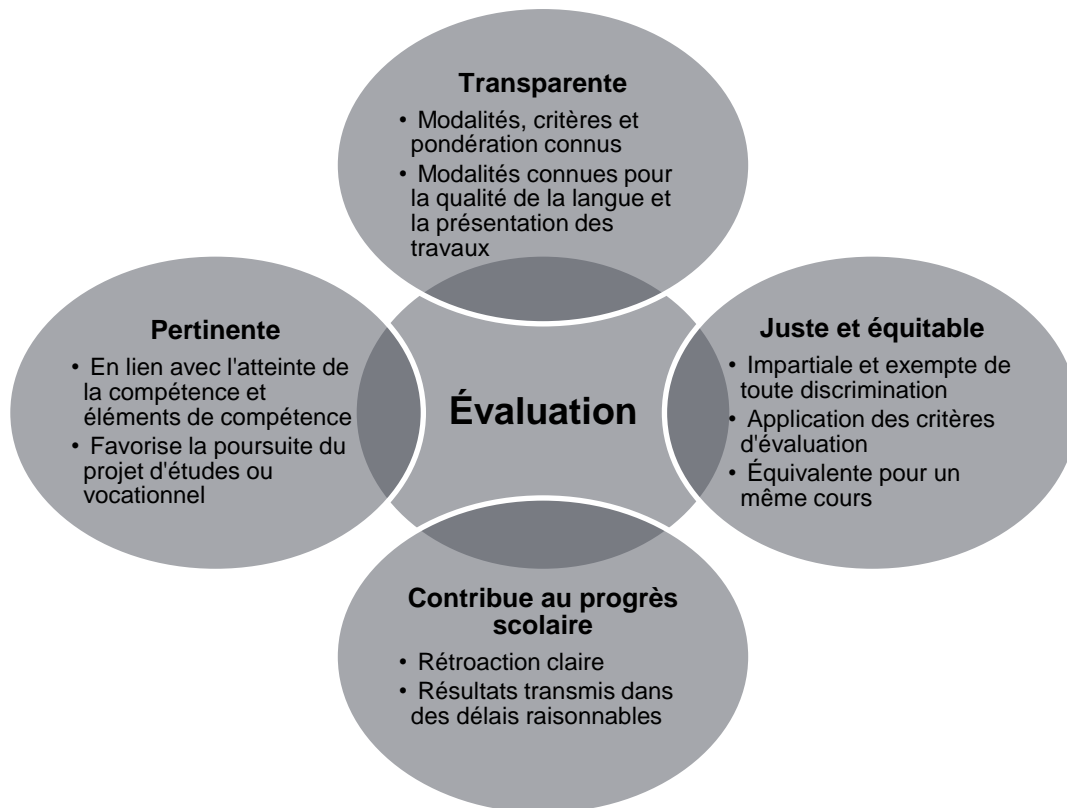 Transparente
• Modalités, critères et
pondération connus
• Modalités connues pour
la qualité de la langue et
la présentation des
travaux
Pertinente
• En lien avec l'atteinte de
la compétence et
éléments de compétence
• Favorise la poursuite du
projet d'études ou
vocationnel
Évaluation
Juste et équitable
• Impartiale et exempte de
toute discrimination
• Application des critères
d'évaluation
• Équivalente pour un
même cours
Contribue au progrès
scolaire
• Rétroaction claire
• Résultats transmis dans
des délais raisonnables